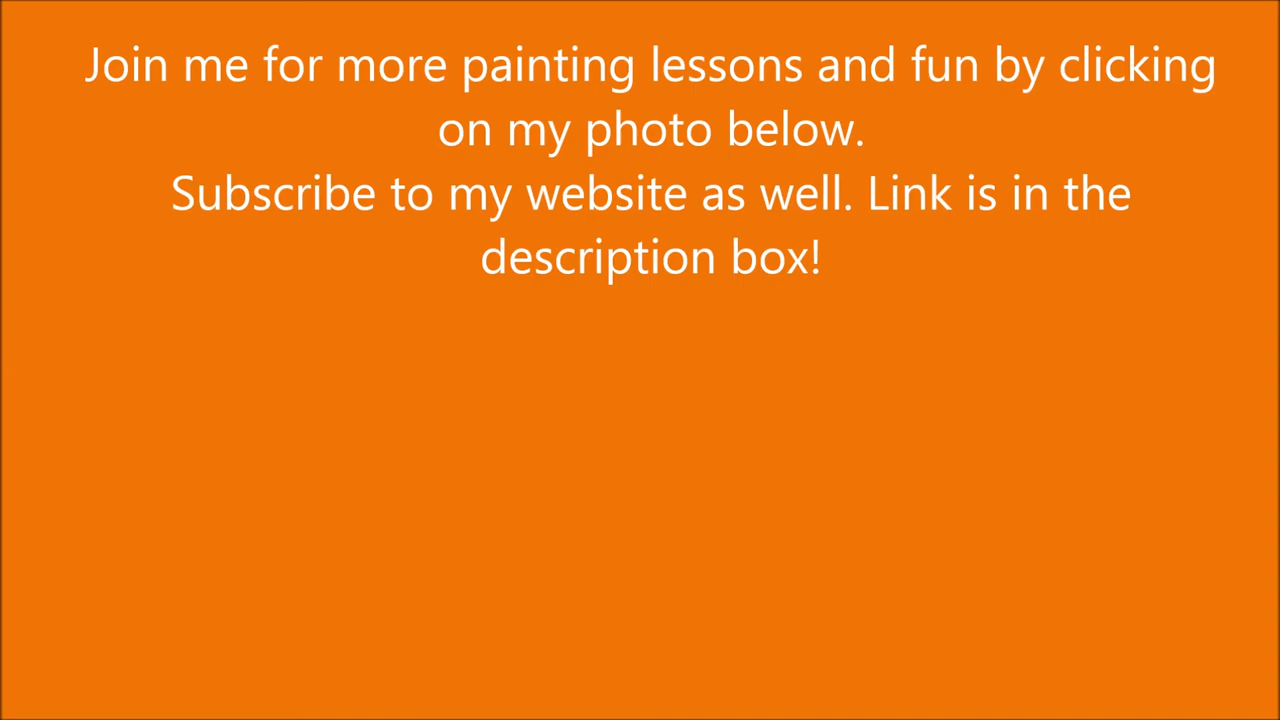 Join me for more painting lessons and fun by clicking
on my photo below.
Subscribe to my website as well. Link is in the
description box!